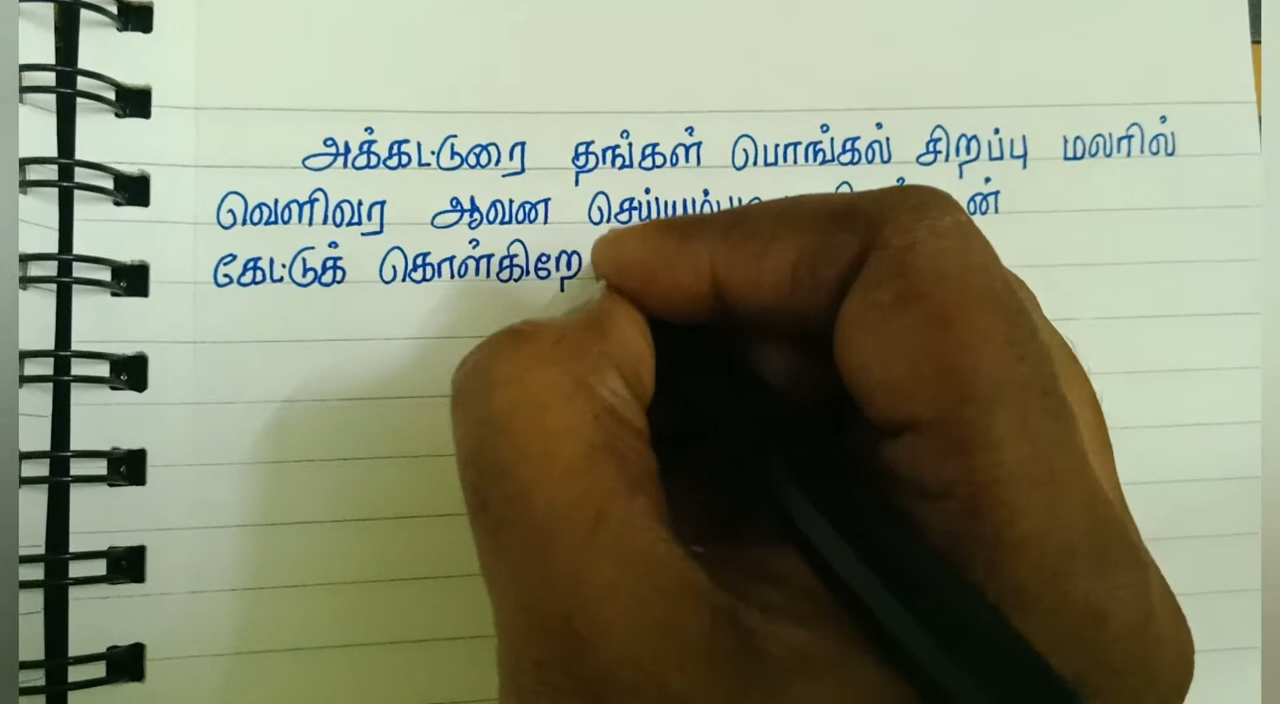 அக்கட்டுரை தங்கள் பொங்கல் சிறப்பு மலரில்
வெளிவர ஆவன
கேட்டுக் கொள்கிறே